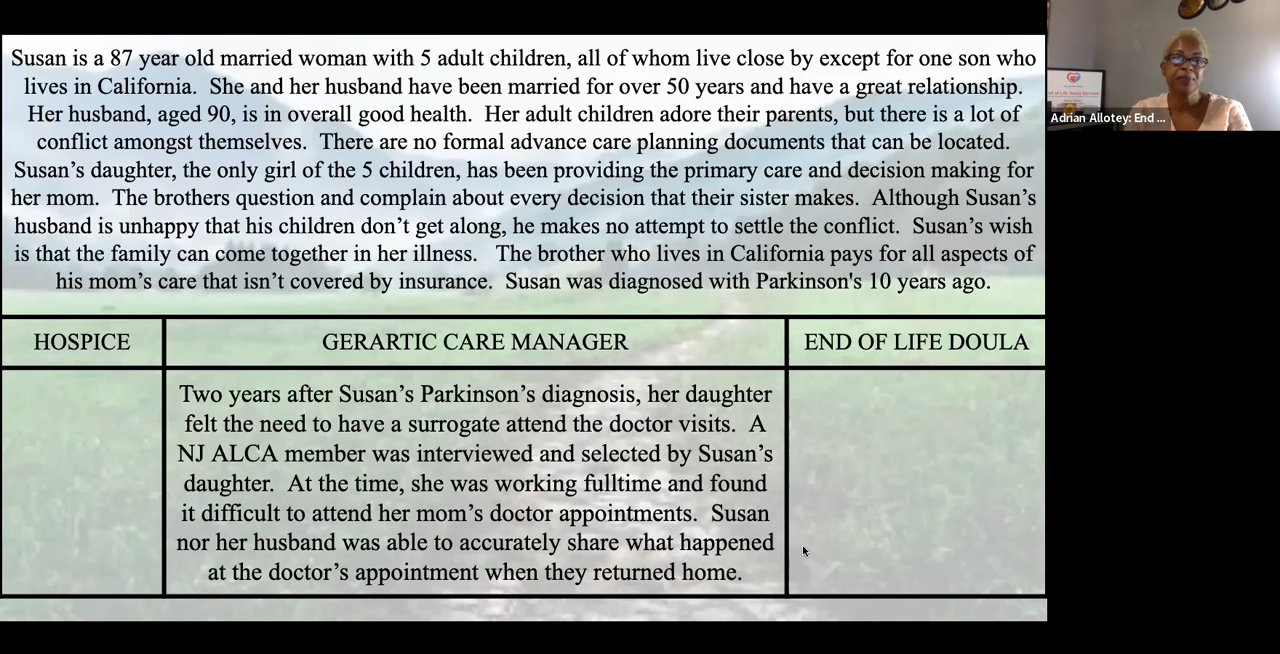 Susan is a 87 year old married woman with 5 adult children, all of whom live close by except for one son who
lives in California. She and her husband have been married for over 50 years and have a great relationship.
Her husband, aged 90, is in overall good health. Her adult children adore their parents, but there is a lot of
conflict amongst themselves. There are no formal advance care planning documents that can be located.
Susan's daughter, the only girl of the 5 children, has been providing the primary care and decision making for
her mom. The brothers question and complain about every decision that their sister makes. Although Susan's
husband is unhappy that his children don't get along, he makes no attempt to settle the conflict. Susan's wish
is that the family can come together in her illness. The brother who lives in California pays for all aspects of
his mom's care that isn't covered by insurance. Susan was diagnosed with Parkinson's 10 years ago.
HOSPICE
GERARTIC CARE MANAGER
END OF LIFE DOULA
Two years after Susan's Parkinson's diagnosis, her daughter
felt the need to have a surrogate attend the doctor visits. A
NJ ALCA member was interviewed and selected by Susan's
daughter. At the time, she was working fulltime and found
it difficult to attend her mom's doctor appointments. Susan
nor her husband was able to accurately share what happened
at the doctor's appointment when they returned home.
Adrian Allotey: End ...